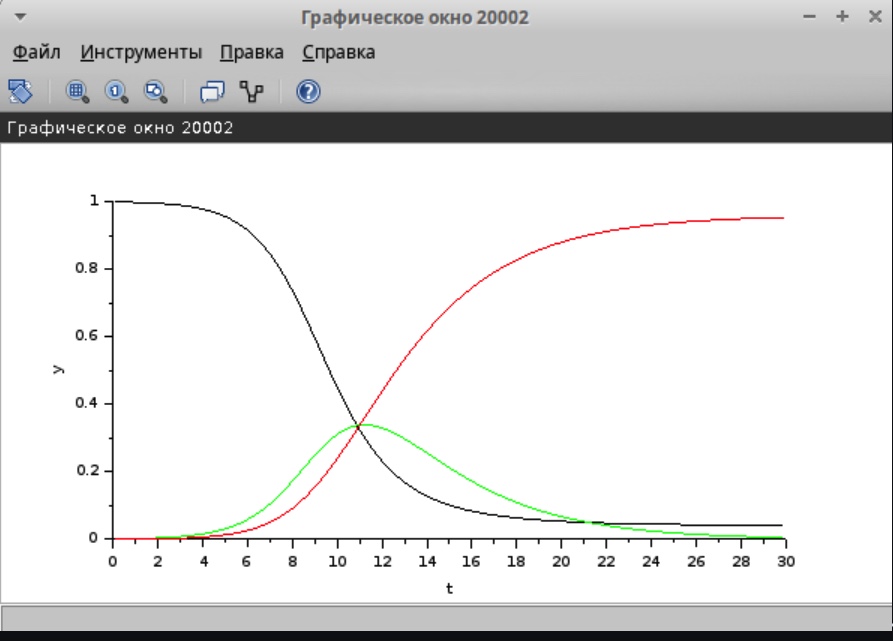 Графическое окно 20002
Файл Инструменты Правка Справка
Графическое окно 20002
1
0.8
0.6
0.4
0.2
0
y
0 2 4 6 8 10 12 14 16 18 20 22 24 26 28 30
t